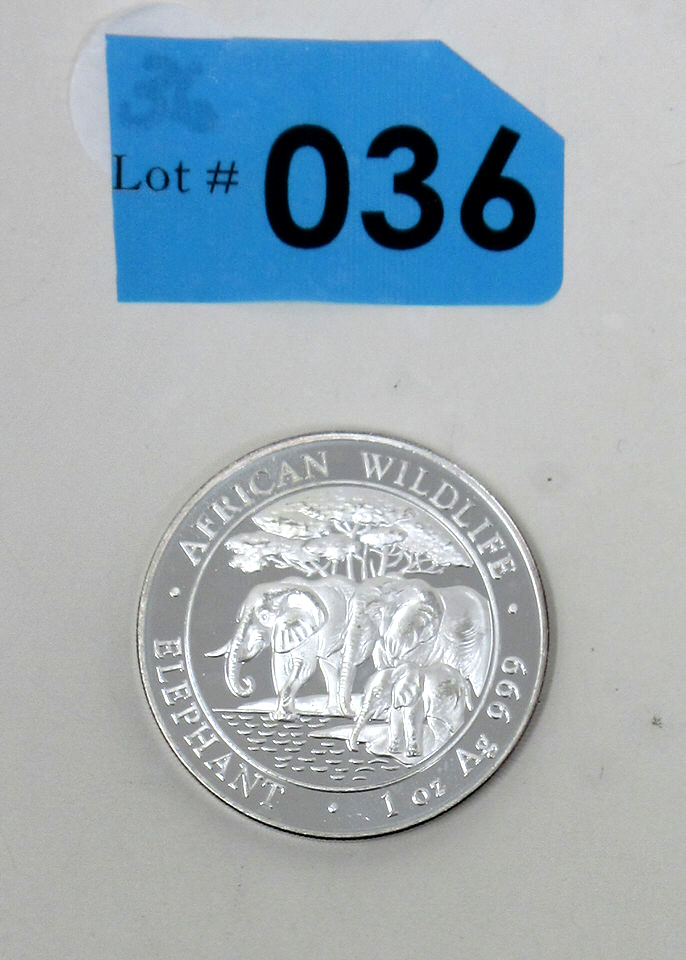 Lot # 036
AFRICAN WILDLIFE
ELEPHANT
1 oz Ag 999